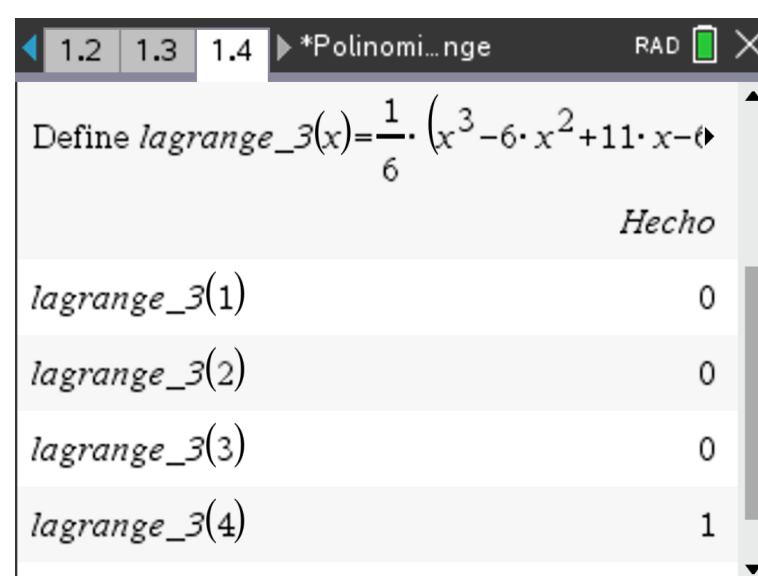 1.2 1.3 1.4 *Polinomi…nge RAD
Define lagrange_3(x)=1/6·(x^3−6·x^2+11·x−6
Hecho
lagrange_3(1) 0
lagrange_3(2) 0
lagrange_3(3) 0
lagrange_3(4) 1